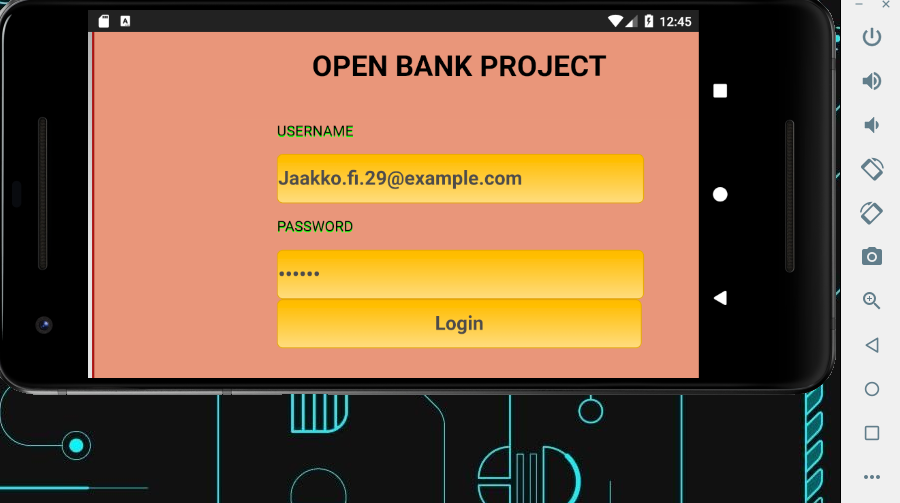 12:45
OPEN BANK PROJECT
USERNAME
Jaakko.fi.29@example.com
PASSWORD
••••••
Login